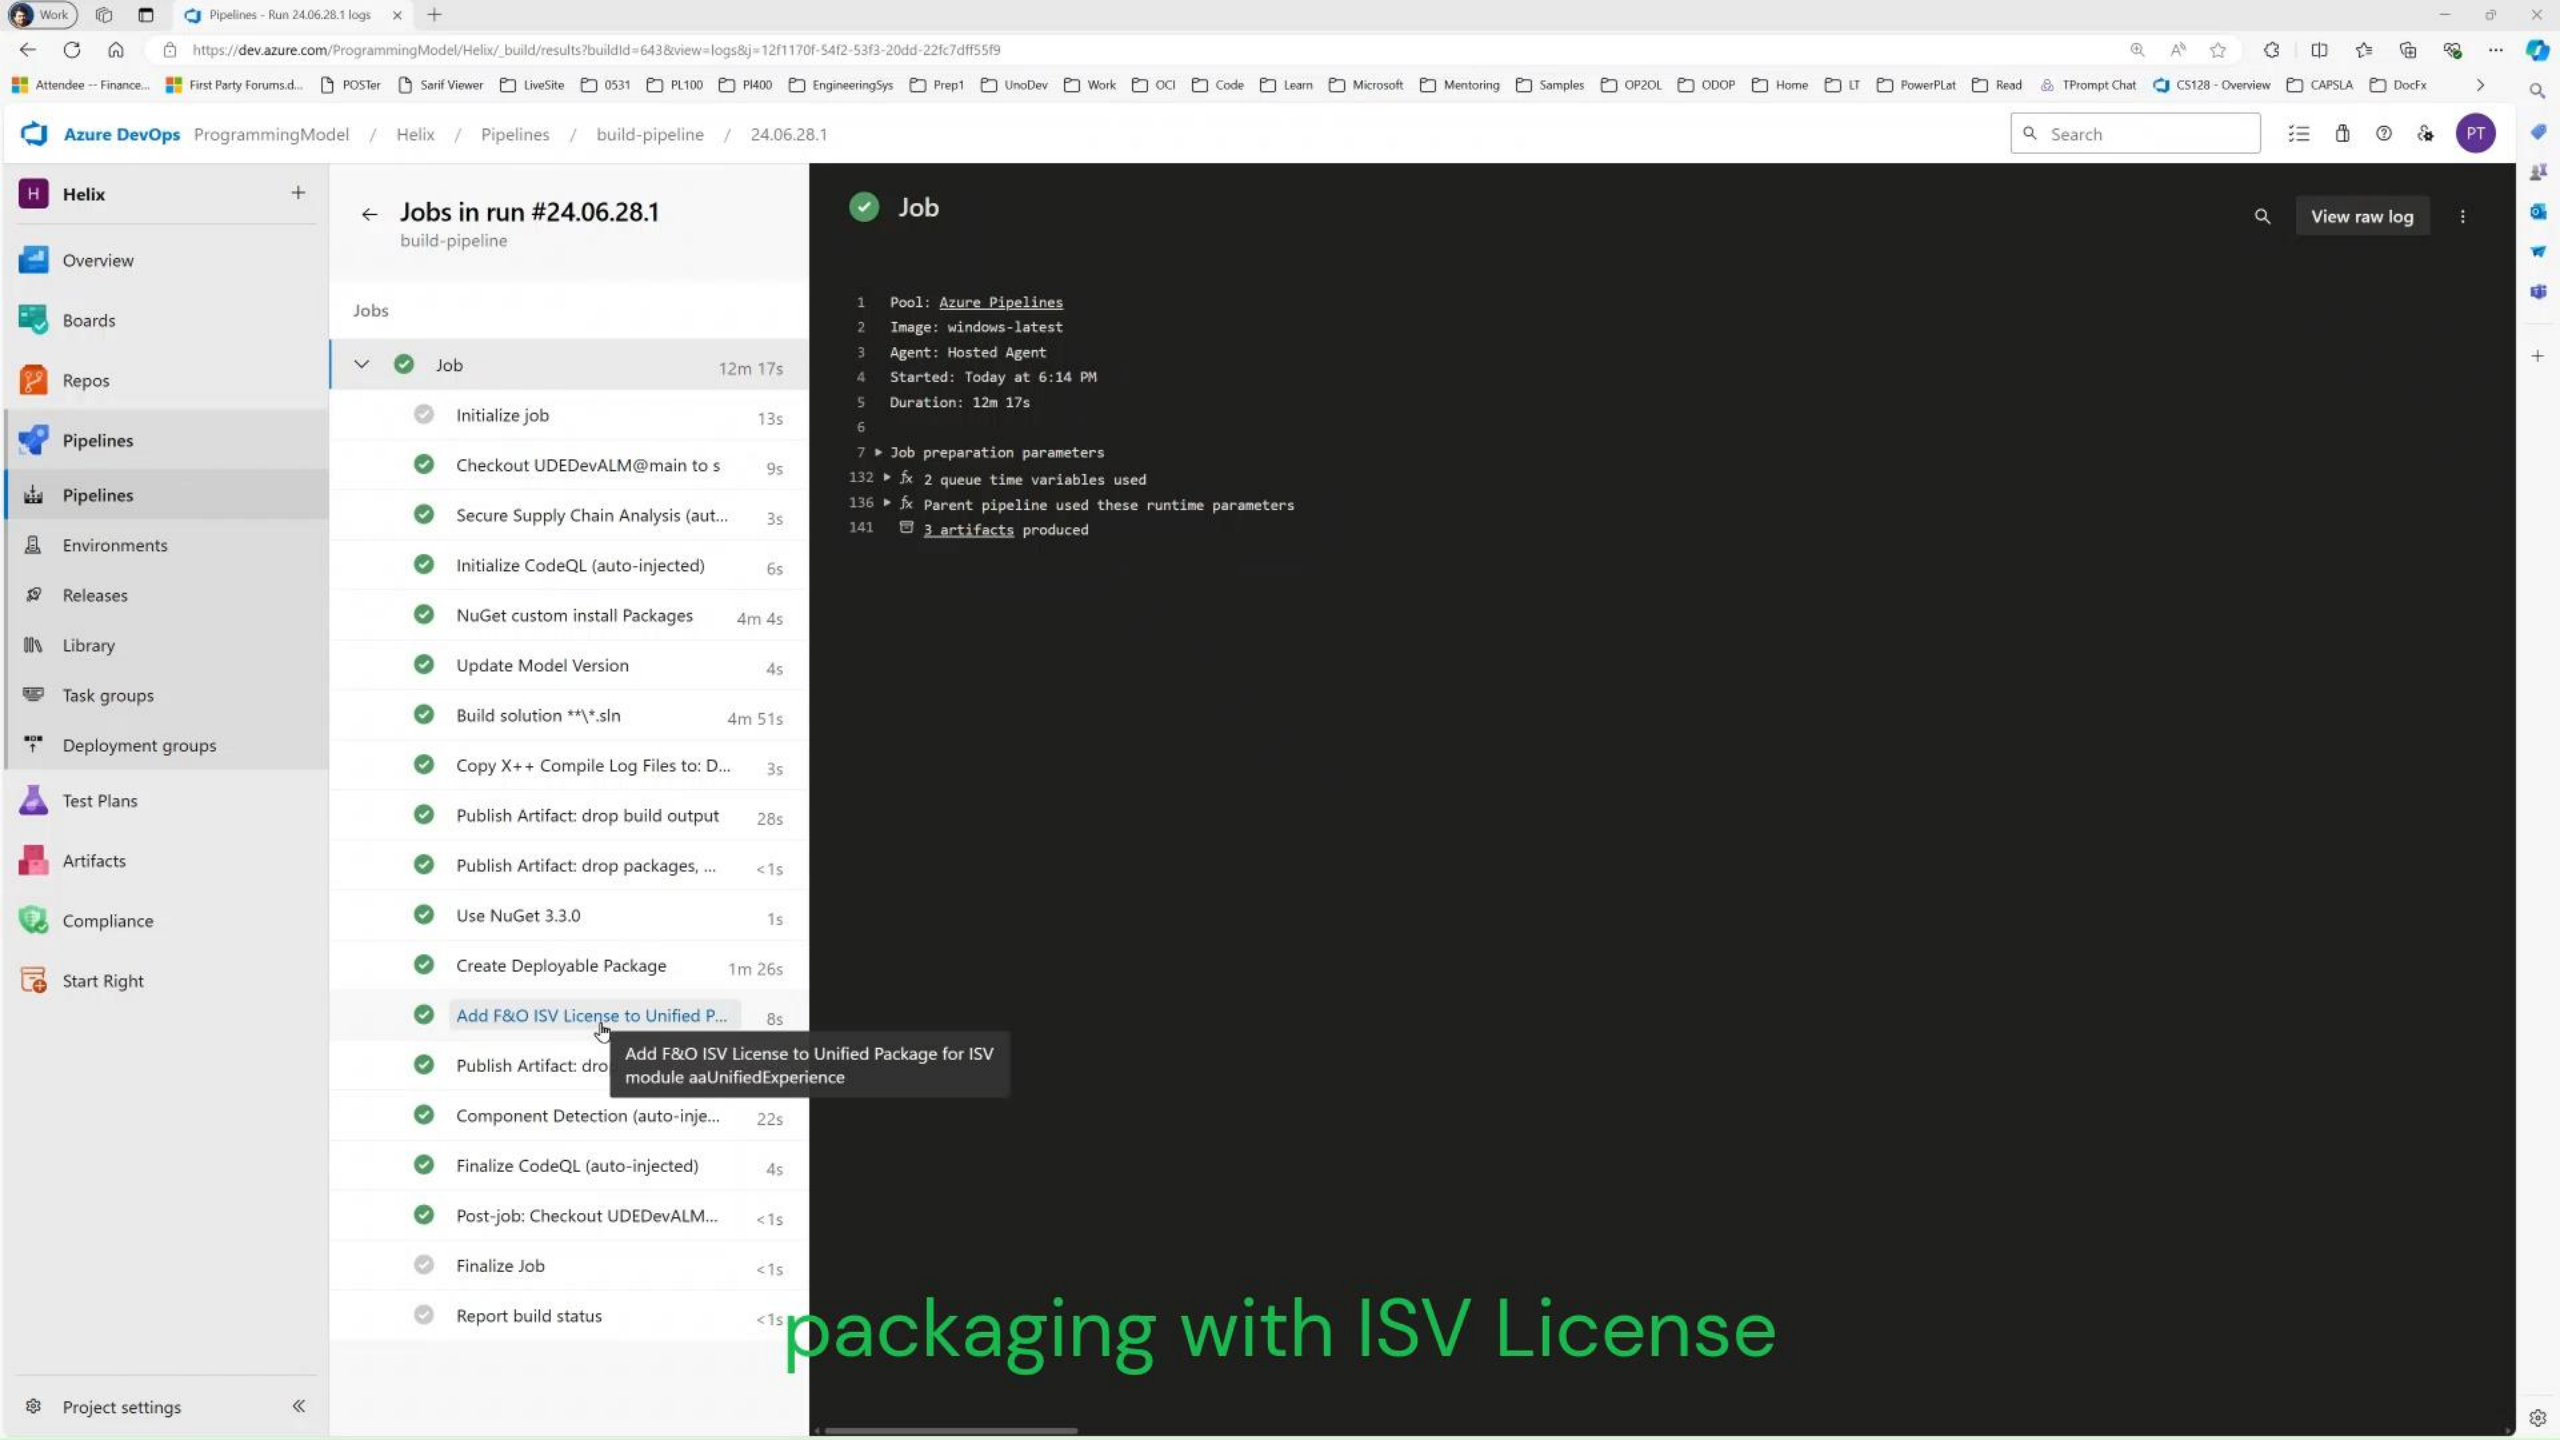 Work
Pipelines - Run 24.06.28.1 logs
https://dev.azure.com/ProgrammingModel/Helix/_build/results?buildId=643&view=logs&j=12f1170f-54f2-53f3-20dd-22fc7dff55f9
Attendee -- Finance... First Party Forums.d... POSTer Sarif Viewer LiveSite 0531 PL100 Pl400 EngineeringSys Prep1 UnoDev Work OCI Code Learn Microsoft Mentoring Samples OP2OL ODOP Home LT PowerPLat Read TPrompt Chat CS128 - Overview CAPSLA DocFx
Azure DevOps ProgrammingModel / Helix / Pipelines / build-pipeline / 24.06.28.1
Search
PT
H Helix
Overview
Boards
Repos
Pipelines
Pipelines
Environments
Releases
Library
Task groups
Deployment groups
Test Plans
Artifacts
Compliance
Start Right
Project settings
Jobs in run #24.06.28.1
build-pipeline
Jobs
Job 12m 17s
Initialize job 13s
Checkout UDEDevALM@main to s 9s
Secure Supply Chain Analysis (aut... 3s
Initialize CodeQL (auto-injected) 6s
NuGet custom install Packages 4m 4s
Update Model Version 4s
Build solution **\*.sln 4m 51s
Copy X++ Compile Log Files to: D... 3s
Publish Artifact: drop build output 28s
Publish Artifact: drop packages, ... <1s
Use NuGet 3.3.0 1s
Create Deployable Package 1m 26s
Add F&O ISV License to Unified P... 8s
Publish Artifact: dro
Add F&O ISV License to Unified Package for ISV
module aaUnifiedExperience
Component Detection (auto-inje... 22s
Finalize CodeQL (auto-injected) 4s
Post-job: Checkout UDEDevALM... <1s
Finalize Job <1s
Report build status <1s
Job
View raw log
1 Pool: Azure Pipelines
2 Image: windows-latest
3 Agent: Hosted Agent
4 Started: Today at 6:14 PM
5 Duration: 12m 17s
6
7 Job preparation parameters
132 fx 2 queue time variables used
136 fx Parent pipeline used these runtime parameters
141 3 artifacts produced
packaging with ISV License